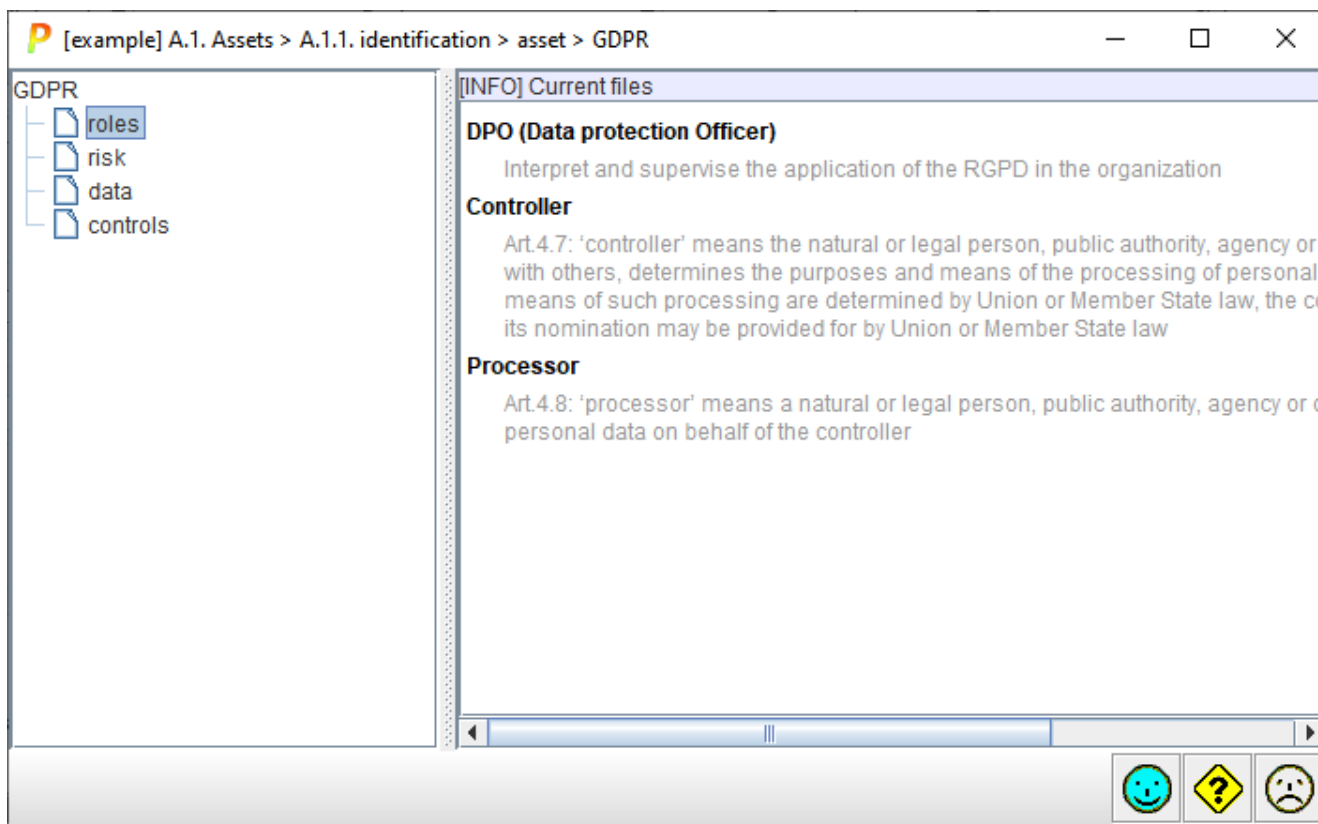 [example] A.1. Assets > A.1.1. identification > asset > GDPR
GDPR
roles
risk
data
controls
[INFO] Current files
DPO (Data protection Officer)
Interpret and supervise the application of the RGPD in the organization
Controller
Art.4.7: ‘controller’ means the natural or legal person, public authority, agency or
with others, determines the purposes and means of the processing of personal
means of such processing are determined by Union or Member State law, the
its nomination may be provided for by Union or Member State law
Processor
Art.4.8: ‘processor’ means a natural or legal person, public authority, agency or
personal data on behalf of the controller